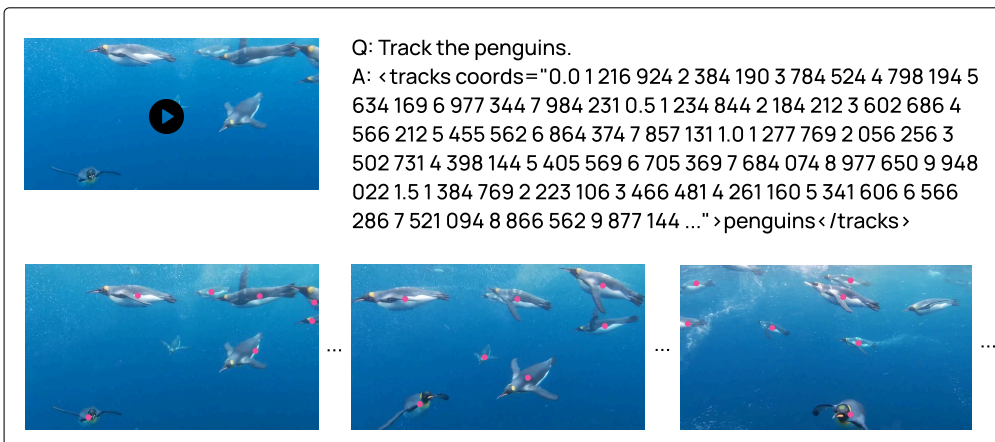 Q: Track the penguins.
A: <tracks coords="0.0 1 216 924 2 384 190 3 784 524 4 798 194 5
634 169 6 977 344 7 984 231 0.5 1 234 844 2 184 212 3 602 686 4
566 212 5 455 562 6 864 374 7 857 131 1.0 1 277 769 2 056 256 3
502 731 4 398 144 5 405 569 6 705 369 7 684 074 8 977 650 9 948
022 1.5 1 384 769 2 223 106 3 466 481 4 261 160 5 341 606 6 566
286 7 521 094 8 866 562 9 877 144 ..." >penguins</tracks>
...
...
...